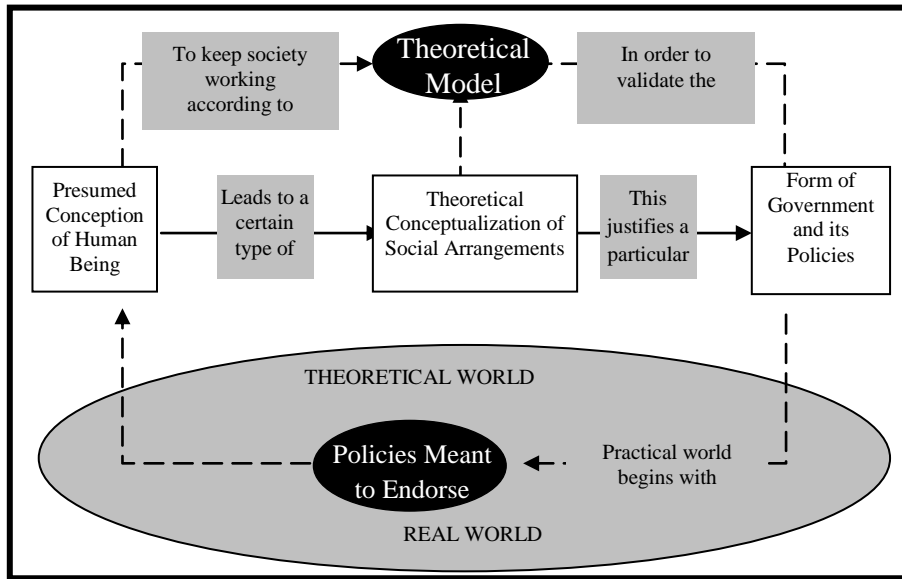 To keep society
working
according to
Theoretical
Model
In order to
validate the
Presumed
Conception
of Human
Being
Leads to a
certain
type of
Theoretical
Conceptualization of
Social Arrangements
This
justifies a
particular
Form of
Government
and its
Policies
THEORETICAL WORLD
Policies Meant
to Endorse
Practical world
begins with
REAL WORLD